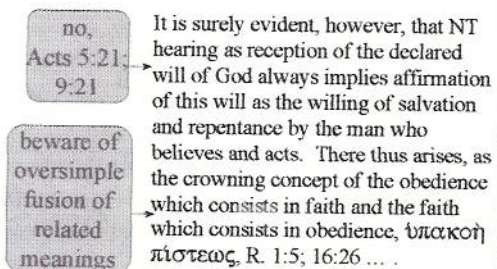 no,
Acts 5:21;
9:21
beware of
oversimple
fusion of
related
meanings
It is surely evident, however, that NT
hearing as reception of the declared
will of God always implies affirmation
of this will as the willing of salvation
and repentance by the man who
believes and acts. There thus arises, as
the crowning concept of the obedience
which consists in faith and the faith
which consists in obedience, ὑπακοὴ
πίστεως, R. 1:5; 16:26 ... .